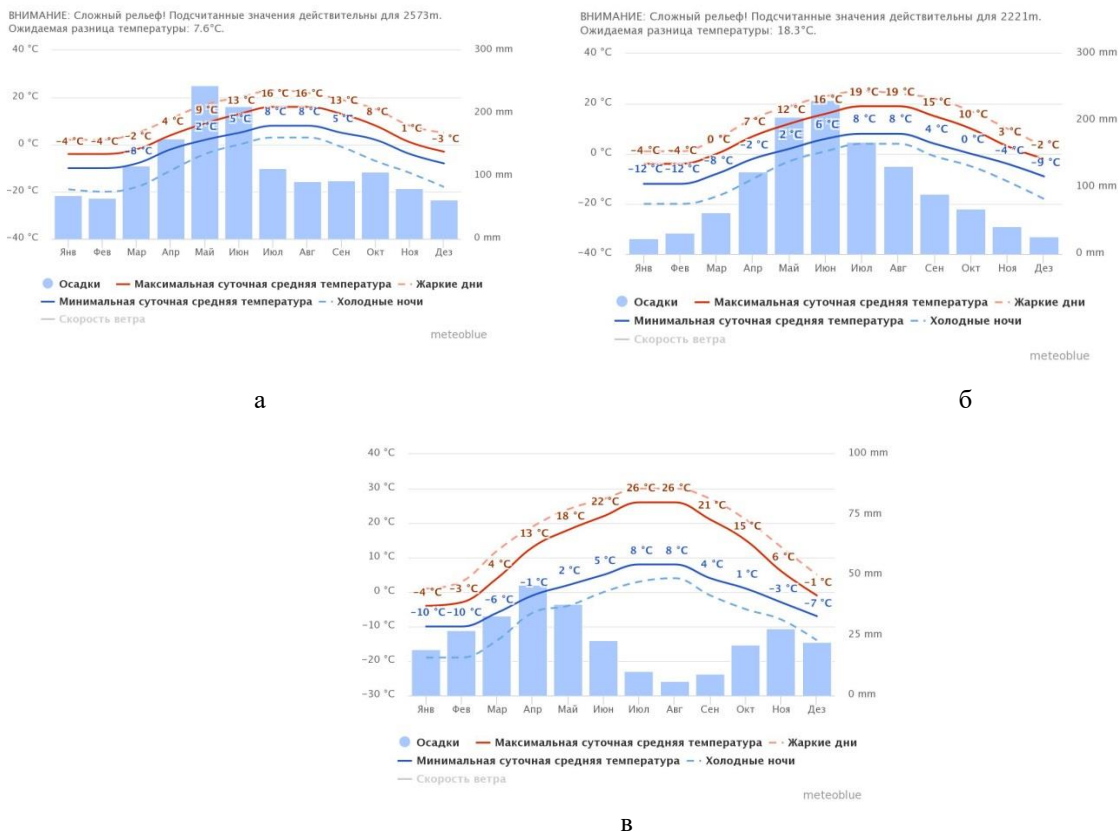 ВНИМАНИЕ: Сложный рельеф! Подсчитанные значения действительны для 2573m.
Ожидаемая разница температуры: 7.6°C.
40 °C
20 °C
0 °C
−20 °C
−40 °C
300 mm
200 mm
100 mm
0 mm
−4 °C −4 °C −2 °C 4 °C 9 °C 13 °C 16 °C 16 °C 13 °C 8 °C 1 °C −3 °C
−8 °C 2 °C 5 °C 8 °C 8 °C 5 °C
Янв Фев Мар Апр Май Июн Июл Авг Сен Окт Ноя Дез
Осадки Максимальная суточная средняя температура Жаркие дни
Минимальная суточная средняя температура Холодные ночи
Скорость ветра
meteoblue
а
ВНИМАНИЕ: Сложный рельеф! Подсчитанные значения действительны для 2221m.
Ожидаемая разница температуры: 18.3°C.
40 °C
20 °C
0 °C
−20 °C
−40 °C
300 mm
200 mm
100 mm
0 mm
−4 °C −4 °C 0 °C 7 °C 12 °C 16 °C 19 °C 19 °C 15 °C 10 °C 3 °C −2 °C
−12 °C −12 °C −8 °C −2 °C 2 °C 6 °C 8 °C 8 °C 4 °C 0 °C −4 °C −9 °C
Янв Фев Мар Апр Май Июн Июл Авг Сен Окт Ноя Дез
Осадки Максимальная суточная средняя температура Жаркие дни
Минимальная суточная средняя температура Холодные ночи
Скорость ветра
meteoblue
б
40 °C
30 °C
20 °C
10 °C
0 °C
−10 °C
−20 °C
−30 °C
100 mm
75 mm
50 mm
25 mm
0 mm
−4 °C −3 °C 4 °C 13 °C 18 °C 22 °C 26 °C 26 °C 21 °C 15 °C 6 °C −1 °C
−10 °C −10 °C −6 °C −1 °C 2 °C 5 °C 8 °C 8 °C 4 °C 1 °C −3 °C −7 °C
Янв Фев Мар Апр Май Июн Июл Авг Сен Окт Ноя Дез
Осадки Максимальная суточная средняя температура Жаркие дни
Минимальная суточная средняя температура Холодные ночи
Скорость ветра
meteoblue
в